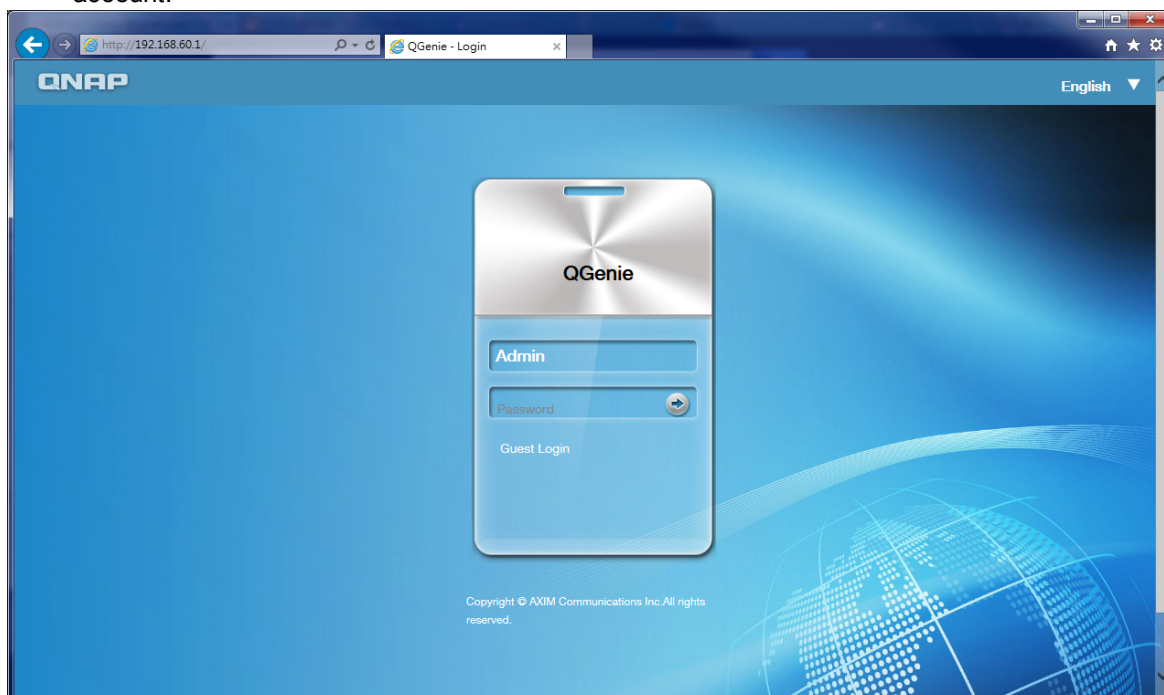 account.
http://192.168.60.1/
QGenie - Login
QNAP
English
QGenie
Admin
Password
Guest Login
Copyright © AXIM Communications Inc.All rights
reserved.